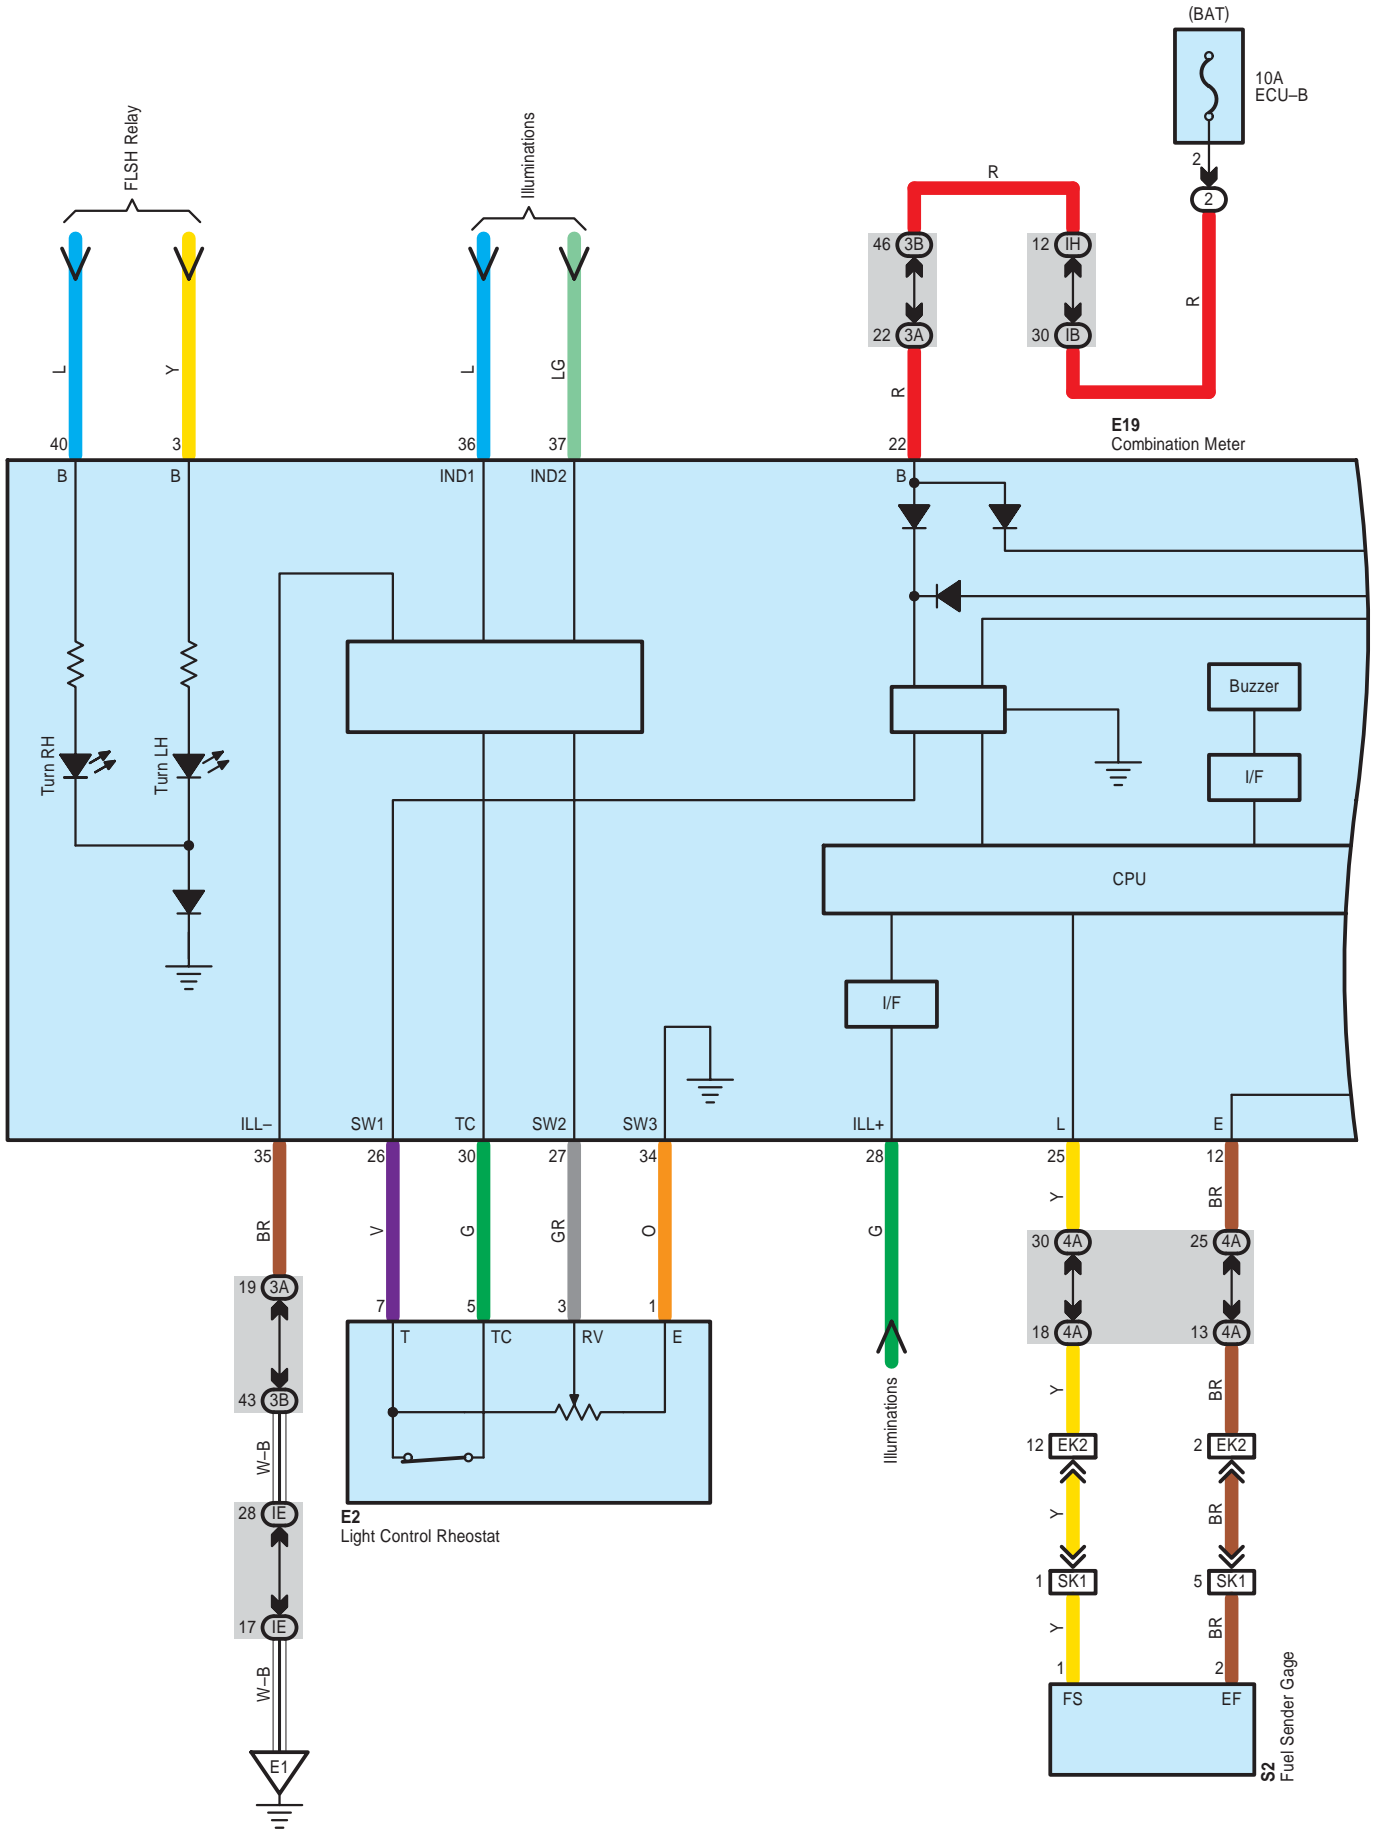 (BAT)
10A
ECU–B
2
2
FLSH Relay
Illuminations
R
46 3B
12 IH
R
22 3A
30 IB
L
Y
L
LG
R
E19
Combination Meter
40
3
36
37
22
B
B
IND1
IND2
B
Buzzer
Turn RH
Turn LH
I/F
CPU
I/F
ILL–
SW1
TC
SW2
SW3
ILL+
L
E
35
26
30
27
34
28
25
12
BR
V
G
GR
O
G
Y
BR
30 4A
25 4A
19 3A
7
5
3
1
18 4A
13 4A
T
TC
RV
E
43 3B
Illuminations
Y
BR
12 EK2
2 EK2
W–B
28 IE
E2
Light Control Rheostat
Y
BR
1 SK1
5 SK1
17 IE
Y
BR
W–B
1
2
FS
EF
S2
Fuel Sender Gage
E1